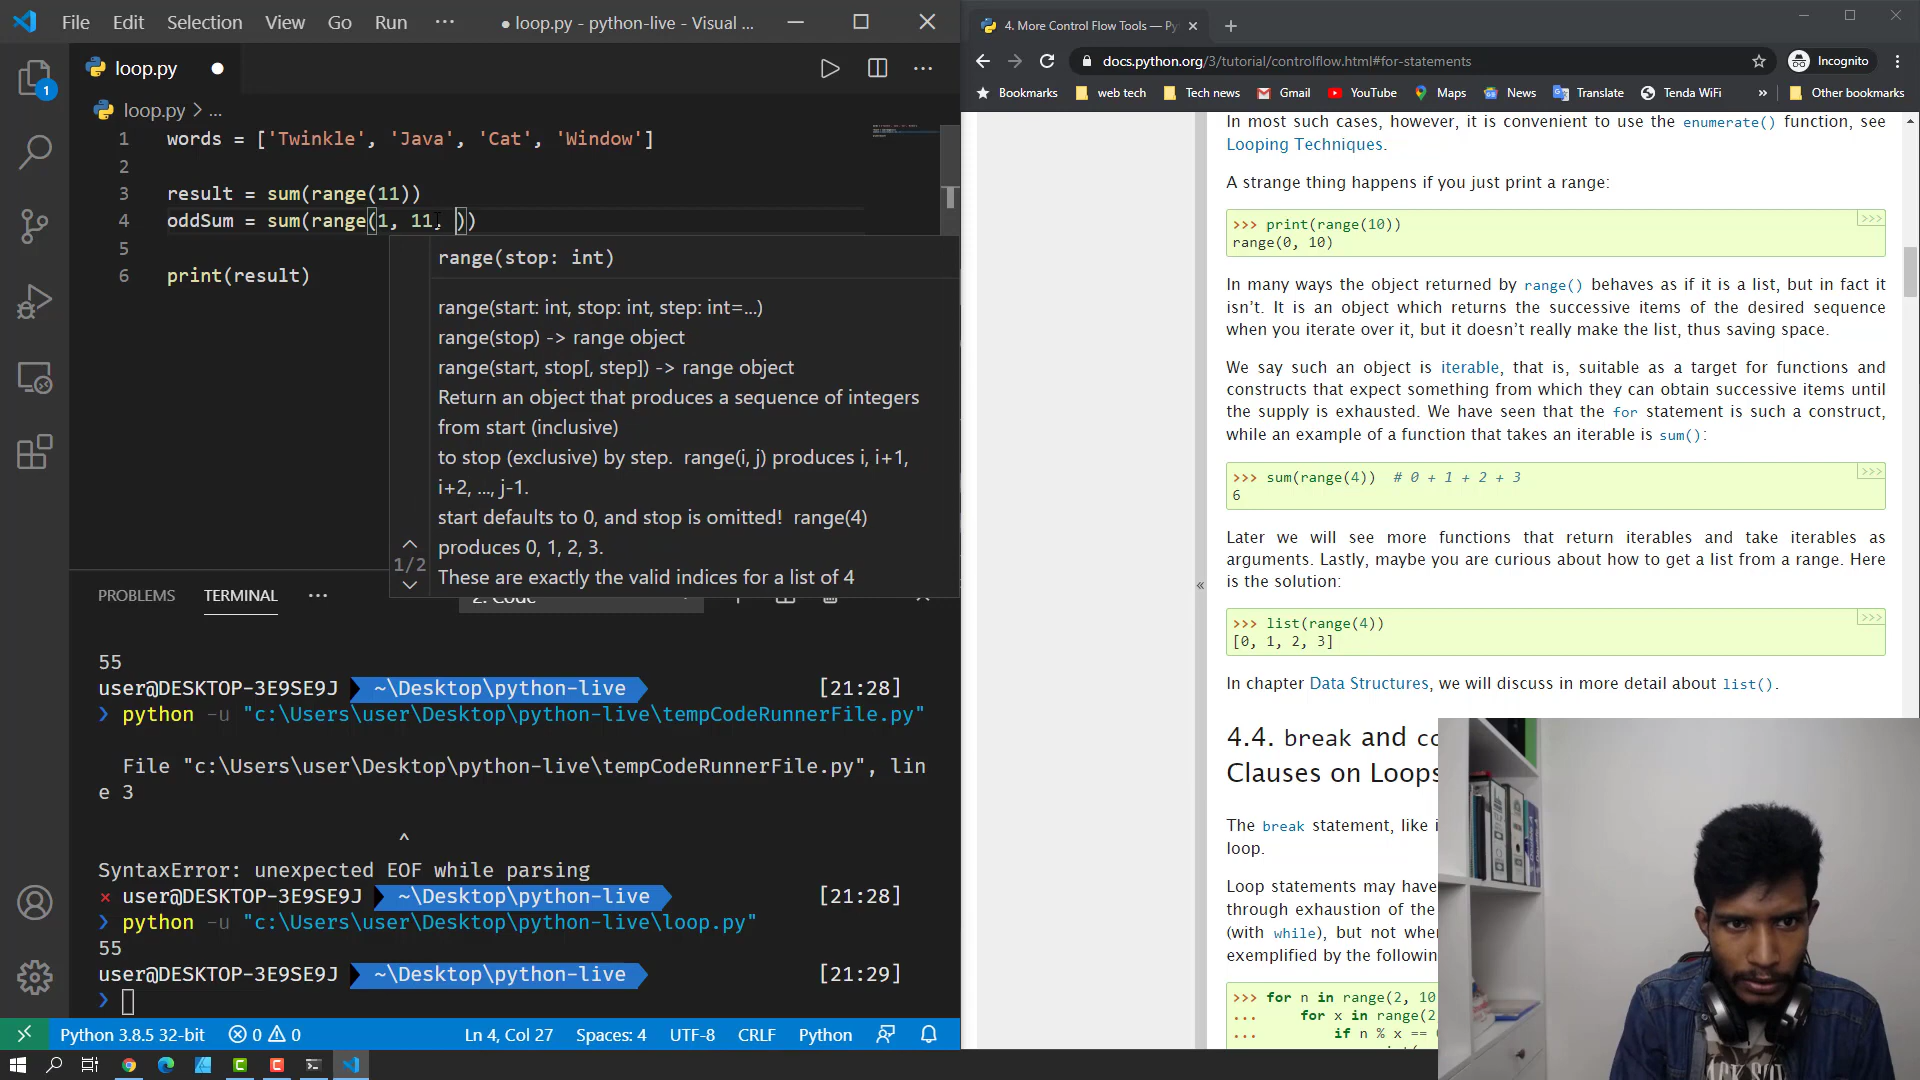 File Edit Selection View Go Run ··· ● loop.py - python-live - Visual ...
loop.py ●
loop.py > ...
1 words = ['Twinkle', 'Java', 'Cat', 'Window']
2
3 result = sum(range(11))
4 oddSum = sum(range(1, 11, ))
5
6 print(result)
range(stop: int)
range(start: int, stop: int, step: int=...)
range(stop) -> range object
range(start, stop[, step]) -> range object
Return an object that produces a sequence of integers
from start (inclusive)
to stop (exclusive) by step. range(i, j) produces i, i+1,
i+2, ..., j-1.
start defaults to 0, and stop is omitted! range(4)
produces 0, 1, 2, 3.
These are exactly the valid indices for a list of 4
1/2
1
PROBLEMS TERMINAL ··· 2: Code
55
user@DESKTOP-3E9SE9J ~\Desktop\python-live [21:28]
❯ python -u "c:\Users\user\Desktop\python-live\tempCodeRunnerFile.py"
File "c:\Users\user\Desktop\python-live\tempCodeRunnerFile.py", lin
e 3
^
SyntaxError: unexpected EOF while parsing
× user@DESKTOP-3E9SE9J ~\Desktop\python-live [21:28]
❯ python -u "c:\Users\user\Desktop\python-live\loop.py"
55
user@DESKTOP-3E9SE9J ~\Desktop\python-live [21:29]
❯
Python 3.8.5 32-bit 0 0 Ln 4, Col 27 Spaces: 4 UTF-8 CRLF Python
4. More Control Flow Tools — Py
docs.python.org/3/tutorial/controlflow.html#for-statements Incognito
Bookmarks web tech Tech news Gmail YouTube Maps News Translate Tenda WiFi » Other bookmarks
In most such cases, however, it is convenient to use the enumerate() function, see
Looping Techniques.
A strange thing happens if you just print a range:
>>> print(range(10))
range(0, 10)
>>>
In many ways the object returned by range() behaves as if it is a list, but in fact it
isn’t. It is an object which returns the successive items of the desired sequence
when you iterate over it, but it doesn’t really make the list, thus saving space.
We say such an object is iterable, that is, suitable as a target for functions and
constructs that expect something from which they can obtain successive items until
the supply is exhausted. We have seen that the for statement is such a construct,
while an example of a function that takes an iterable is sum():
>>> sum(range(4)) # 0 + 1 + 2 + 3
6
>>>
Later we will see more functions that return iterables and take iterables as
arguments. Lastly, maybe you are curious about how to get a list from a range. Here
is the solution:
>>> list(range(4))
[0, 1, 2, 3]
>>>
In chapter Data Structures, we will discuss in more detail about list().
«
4.4. break and co
Clauses on Loops
The break statement, like i
loop.
Loop statements may have
through exhaustion of the
(with while), but not whe
exemplified by the followin
>>> for n in range(2, 10
... for x in range(2
... if n % x ==